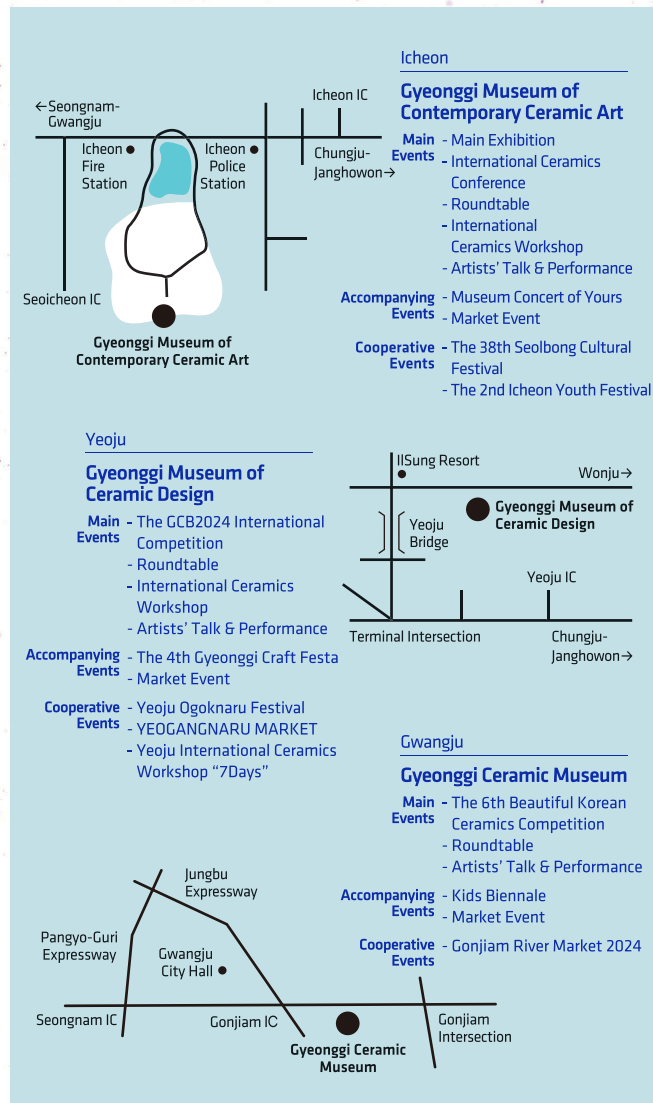 Icheon
Gyeonggi Museum of
Contemporary Ceramic Art
Main
Events
- Main Exhibition
- International Ceramics
Conference
- Roundtable
- International
Ceramics Workshop
- Artists' Talk & Performance
Accompanying
Events
- Museum Concert of Yours
- Market Event
Cooperative
Events
- The 38th Seolbong Cultural
Festival
- The 2nd Icheon Youth Festival
←Seongnam-
Gwangju
Icheon
Fire
Station
Icheon
Police
Station
Icheon IC
Chungju-
Janghowon→
Seoicheon IC
Gyeonggi Museum of
Contemporary Ceramic Art
Yeoju
Gyeonggi Museum of
Ceramic Design
Main
Events
- The GCB2024 International
Competition
- Roundtable
- International Ceramics
Workshop
- Artists' Talk & Performance
Accompanying
Events
- The 4th Gyeonggi Craft Festa
- Market Event
Cooperative
Events
- Yeoju Ogoknaru Festival
- YEOGANGNARU MARKET
- Yeoju International Ceramics
Workshop “7Days”
IISung Resort
Wonju→
Gyeonggi Museum of
Ceramic Design
Yeoju
Bridge
Yeoju IC
Terminal Intersection
Chungju-
Janghowon→
Gwangju
Gyeonggi Ceramic Museum
Main
Events
- The 6th Beautiful Korean
Ceramics Competition
- Roundtable
- Artists' Talk & Performance
Accompanying
Events
- Kids Biennale
- Market Event
Cooperative
Events
- Gonjiam River Market 2024
Jungbu
Expressway
Pangyo-Guri
Expressway
Gwangju
City Hall
Seongnam IC
Gonjiam IC
Gonjiam
Intersection
Gyeonggi Ceramic
Museum